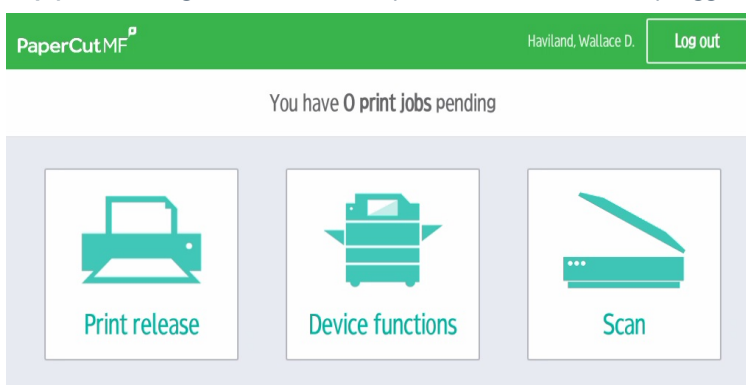 PaperCut MF
Haviland, Wallace D.
Log out
You have 0 print jobs pending
Print release
Device functions
Scan